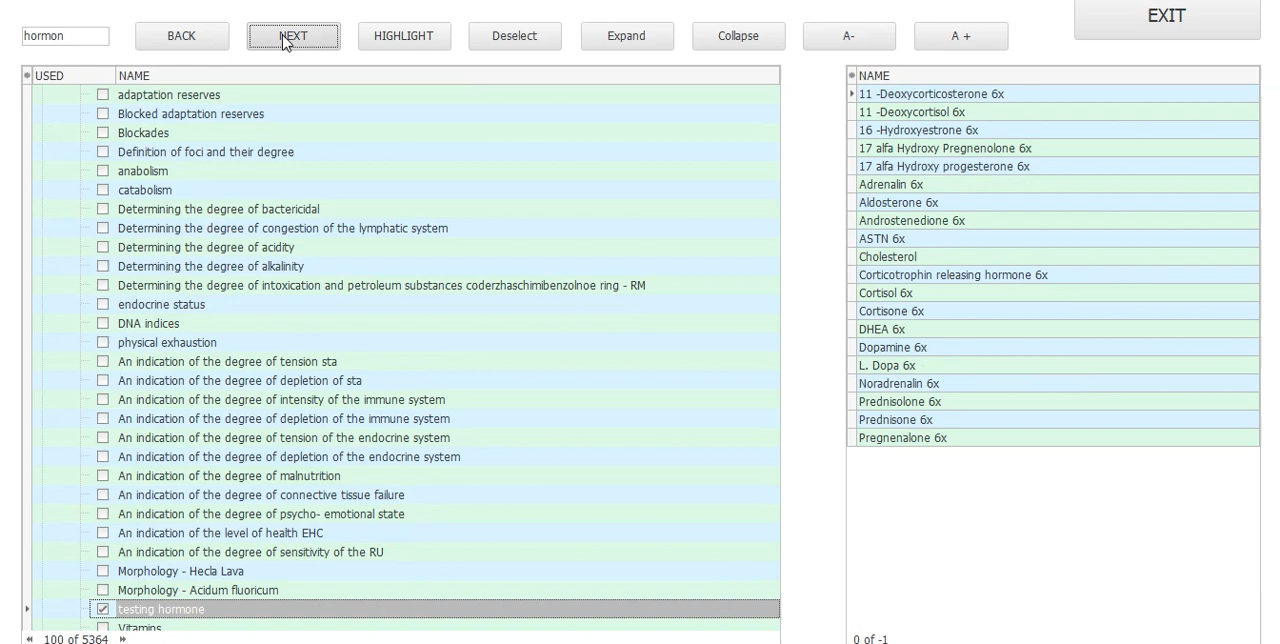 EXIT
hormon
BACK
NEXT
HIGHLIGHT
Deselect
Expand
Collapse
A-
A +
USED NAME
adaptation reserves
Blocked adaptation reserves
Blockades
Definition of foci and their degree
anabolism
catabolism
Determining the degree of bactericidal
Determining the degree of congestion of the lymphatic system
Determining the degree of acidity
Determining the degree of alkalinity
Determining the degree of intoxication and petroleum substances coderzhaschimibenzolnoe ring - RM
endocrine status
DNA indices
physical exhaustion
An indication of the degree of tension sta
An indication of the degree of depletion of sta
An indication of the degree of intensity of the immune system
An indication of the degree of depletion of the immune system
An indication of the degree of tension of the endocrine system
An indication of the degree of depletion of the endocrine system
An indication of the degree of malnutrition
An indication of the degree of connective tissue failure
An indication of the degree of psycho- emotional state
An indication of the level of health EHC
An indication of the degree of sensitivity of the RU
Morphology - Hecla Lava
Morphology - Acidum fluoricum
testing hormone
Vitamins
100 of 5364
NAME
11 -Deoxycorticosterone 6x
11 -Deoxycortisol 6x
16 -Hydroxyestrone 6x
17 alfa Hydroxy Pregnenolone 6x
17 alfa Hydroxy progesterone 6x
Adrenalin 6x
Aldosterone 6x
Androstenedione 6x
ASTN 6x
Cholesterol
Corticotrophin releasing hormone 6x
Cortisol 6x
Cortisone 6x
DHEA 6x
Dopamine 6x
L. Dopa 6x
Noradrenalin 6x
Prednisolone 6x
Prednisone 6x
Pregnenalone 6x
0 of -1